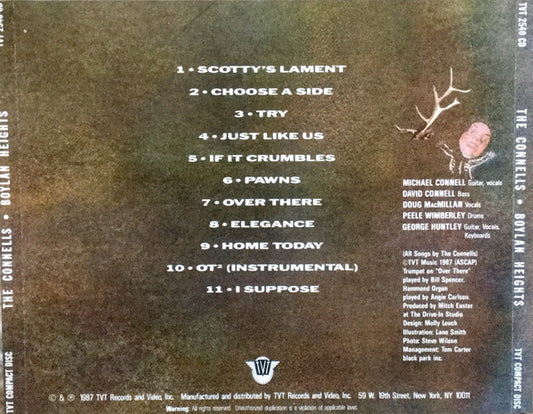 TVT 2540 CD
THE CONNELLS • BOYLAN HEIGHTS
TVT COMPACT DISC
1 • SCOTTY'S LAMENT
2 • CHOOSE A SIDE
3 • TRY
4 • JUST LIKE US
5 • IF IT CRUMBLES
6 • PAWNS
7 • OVER THERE
8 • ELEGANCE
9 • HOME TODAY
10 • OT² (INSTRUMENTAL)
11 • I SUPPOSE
MICHAEL CONNELL Guitar, vocals
DAVID CONNELL Bass
DOUG MacMILLAN Vocals
PEELE WIMBERLEY Drums
GEORGE HUNTLEY Guitar, Vocals,
Keyboards
(All Songs by The Connells)
©TVT Music 1987 (ASCAP)
Trumpet on "Over There"
played by Bill Spencer.
Hammond Organ
played by Angie Carlson.
Produced by Mitch Easter
at The Drive-In Studio
Design: Molly Leach
Illustration: Lane Smith
Photo: Steve Wilson
Management: Tom Carter
black park inc.
TVT
© & ℗ 1987 TVT Records and Video, Inc. Manufactured and distributed by TVT Records and Video, Inc. 59 W. 19th Street, New York, NY 10011
Warning: All rights reserved. Unauthorized duplication is a violation of applicable laws.
TVT 2540 CD
THE CONNELLS • BOYLAN HEIGHTS
TVT COMPACT DISC